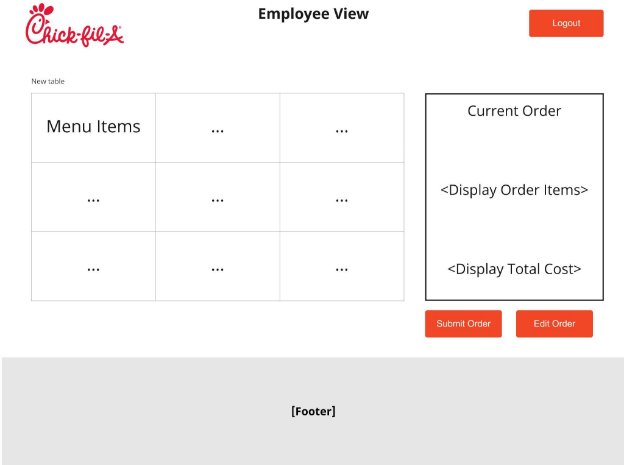 Chick-fil-A
Employee View
Logout
New table
Menu Items
...
...
...
...
...
...
...
...
Current Order
<Display Order Items>
<Display Total Cost>
Submit Order
Edit Order
[Footer]